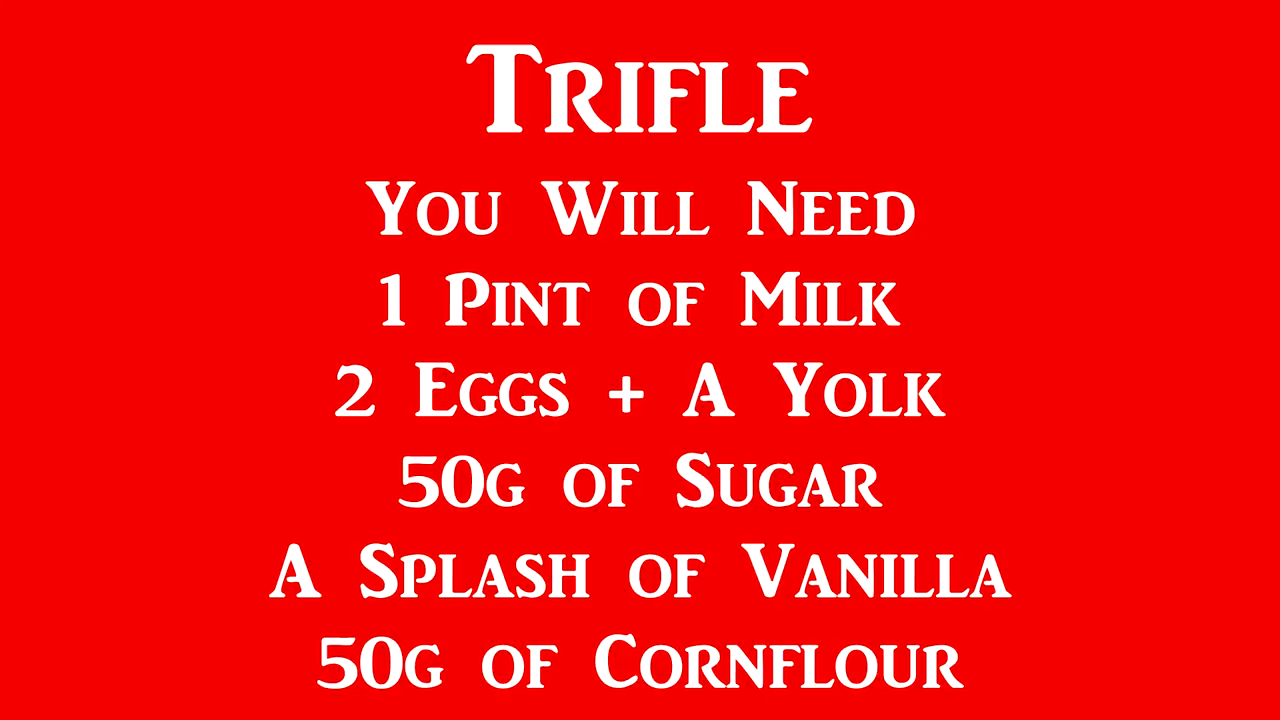 Trifle
You Will Need
1 Pint of Milk
2 Eggs + A Yolk
50g of Sugar
A Splash of Vanilla
50g of Cornflour